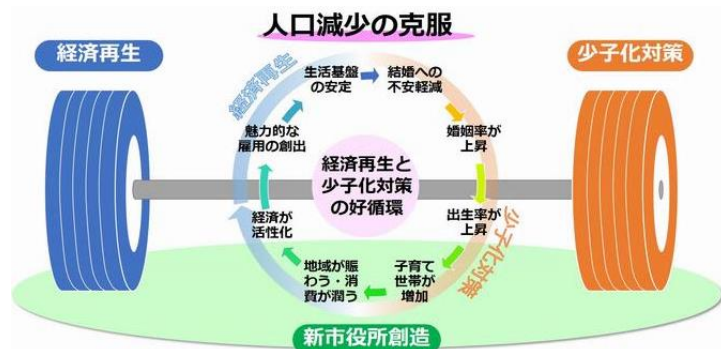 人口減少の克服
経済再生
少子化対策
経済再生
生活基盤
の安定
結婚への
不安軽減
婚姻率が
上昇
出生率が
上昇
子育て
世帯が
増加
地域が賑
わう・消
費が潤う
経済が
活性化
魅力的な
雇用の創出
経済再生と
少子化対策
の好循環
少子化対策
新市役所創造